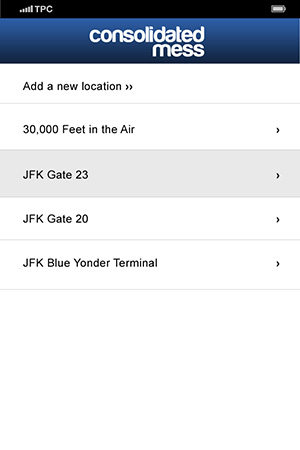 TPC
consolidated
mess
Add a new location ››
30,000 Feet in the Air ›
JFK Gate 23 ›
JFK Gate 20 ›
JFK Blue Yonder Terminal ›